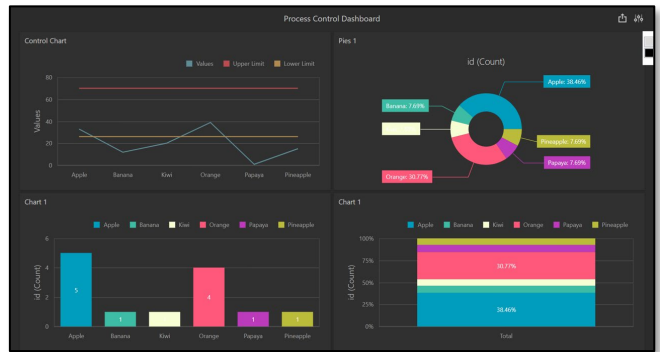 Process Control Dashboard
Control Chart
Values
Upper Limit
Lower Limit
Values
80
60
40
20
0
Apple
Banana
Kiwi
Orange
Papaya
Pineapple
Pies 1
id (Count)
Apple: 38.46%
Banana: 7.69%
Pineapple: 7.69%
Papaya: 7.69%
Orange: 30.77%
Chart 1
Apple
Banana
Kiwi
Orange
Papaya
Pineapple
id (Count)
6
4
2
0
5
1
4
1
1
Apple
Banana
Kiwi
Orange
Papaya
Pineapple
Chart 1
Apple
Banana
Kiwi
Orange
Papaya
Pineapple
id (Count)
100%
75%
50%
25%
0%
30.77%
38.46%
Total